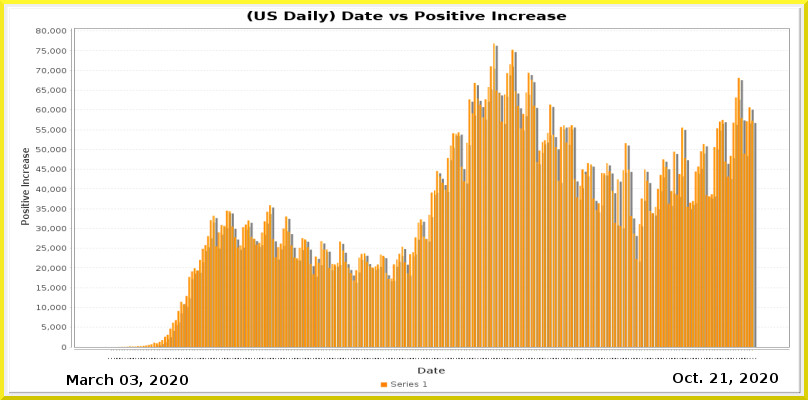 (US Daily) Date vs Positive Increase
80,000
75,000
70,000
65,000
60,000
55,000
50,000
45,000
40,000
35,000
30,000
25,000
20,000
15,000
10,000
5,000
0
Positive Increase
Date
March 03, 2020
Oct. 21, 2020
Series 1